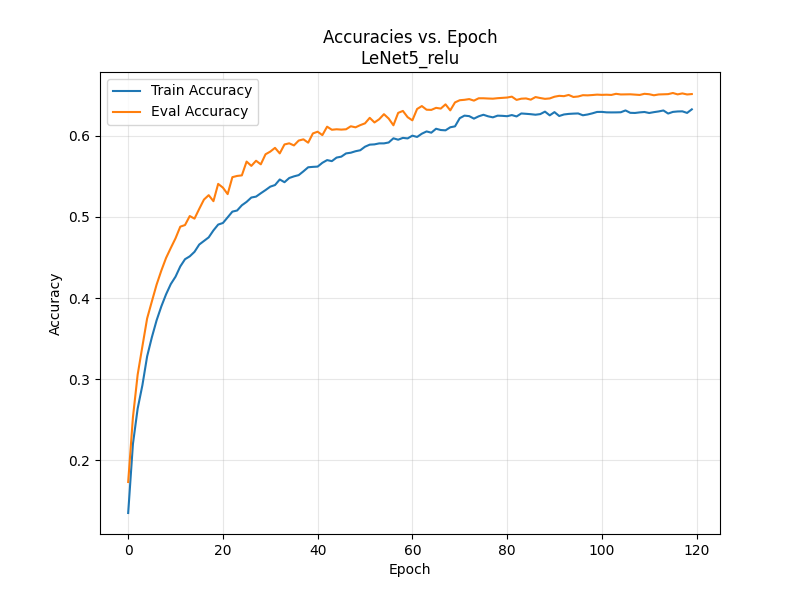 Accuracies vs. Epoch
LeNet5_relu
Train Accuracy
Eval Accuracy
0.6
0.5
0.4
0.3
0.2
Accuracy
0 20 40 60 80 100 120
Epoch